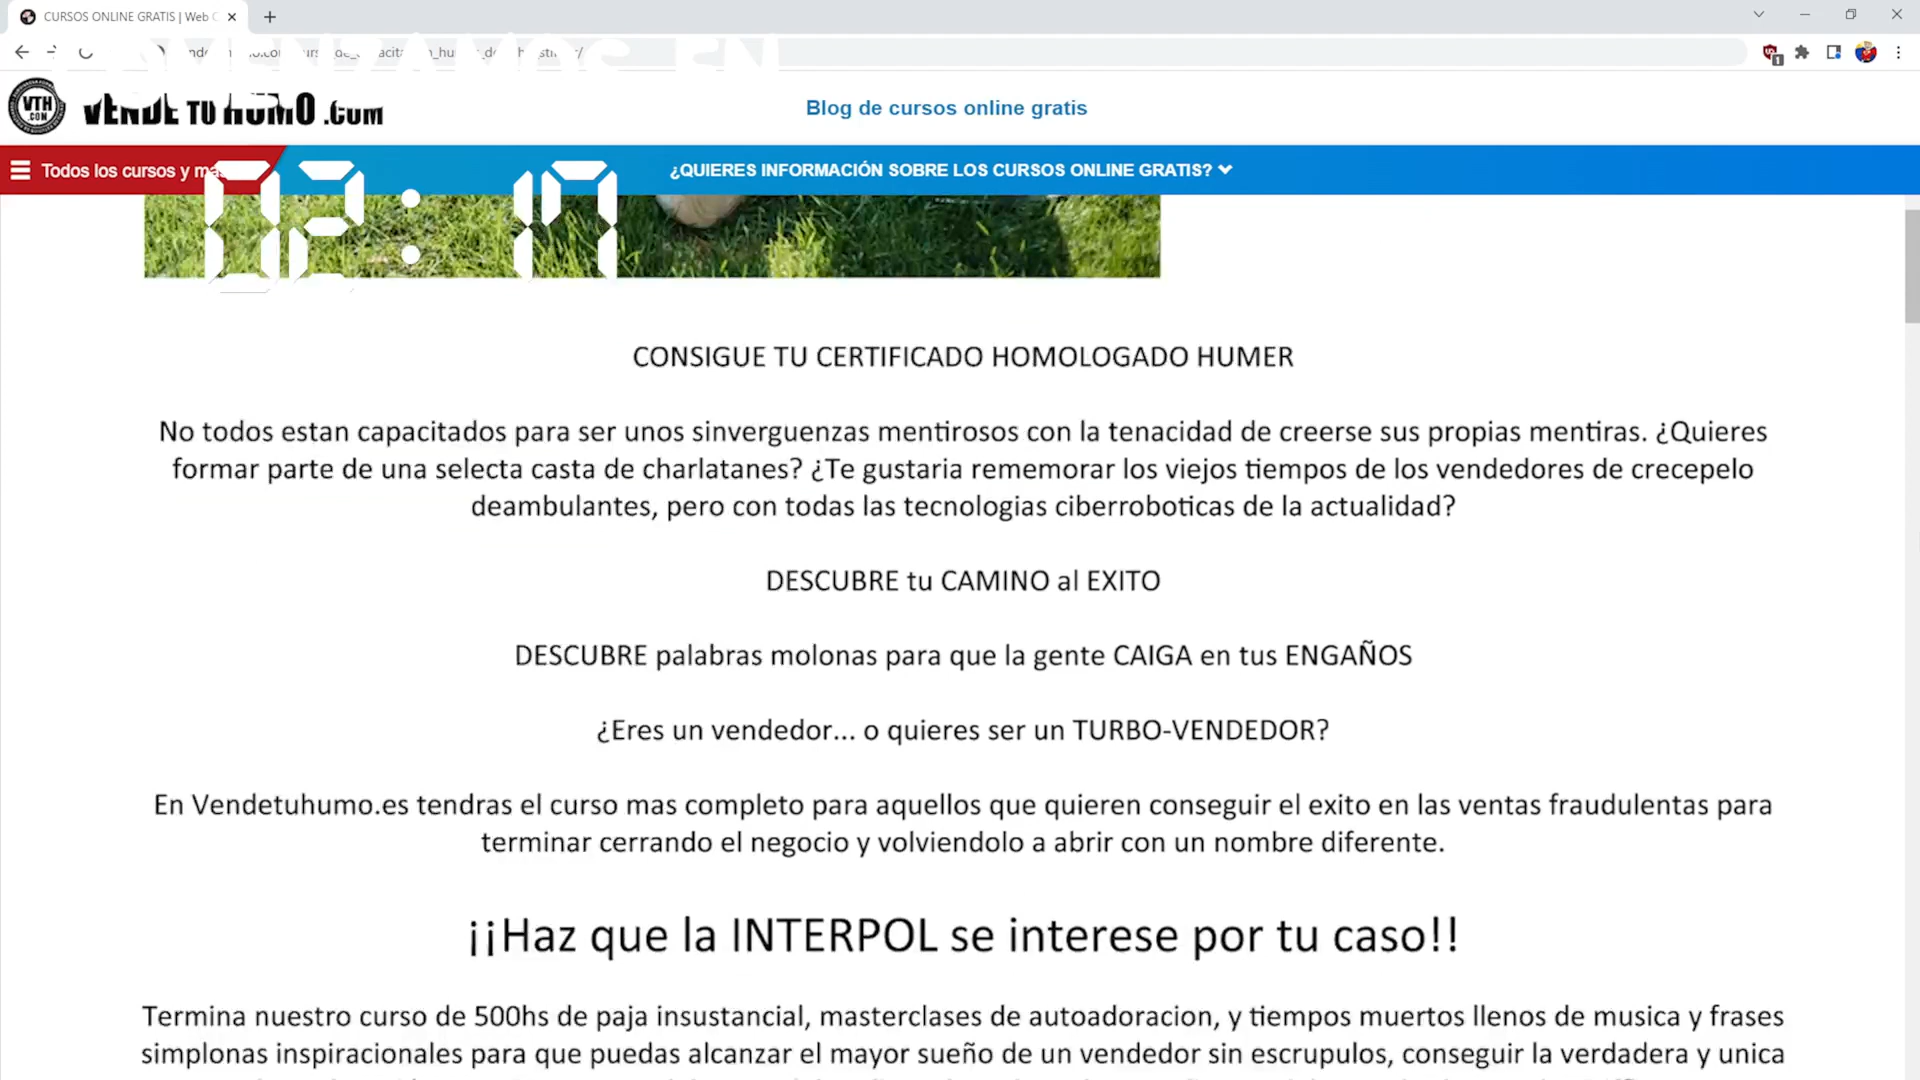 CURSOS ONLINE GRATIS | Web C
COMENZAMOS EN
VTH
.COM
VENDE TU HUMO .COM
Blog de cursos online gratis
Todos los cursos y más
¿QUIERES INFORMACIÓN SOBRE LOS CURSOS ONLINE GRATIS?
02:17
CONSIGUE TU CERTIFICADO HOMOLOGADO HUMER
No todos estan capacitados para ser unos sinverguenzas mentirosos con la tenacidad de creerse sus propias mentiras. ¿Quieres
formar parte de una selecta casta de charlatanes? ¿Te gustaria rememorar los viejos tiempos de los vendedores de crecepelo
deambulantes, pero con todas las tecnologias ciberroboticas de la actualidad?
DESCUBRE tu CAMINO al EXITO
DESCUBRE palabras molonas para que la gente CAIGA en tus ENGAÑOS
¿Eres un vendedor... o quieres ser un TURBO-VENDEDOR?
En Vendetuhumo.es tendras el curso mas completo para aquellos que quieren conseguir el exito en las ventas fraudulentas para
terminar cerrando el negocio y volviendolo a abrir con un nombre diferente.
¡¡Haz que la INTERPOL se interese por tu caso!!
Termina nuestro curso de 500hs de paja insustancial, masterclases de autoadoracion, y tiempos muertos llenos de musica y frases
simplonas inspiracionales para que puedas alcanzar el mayor sueño de un vendedor sin escrupulos, conseguir la verdadera y unica